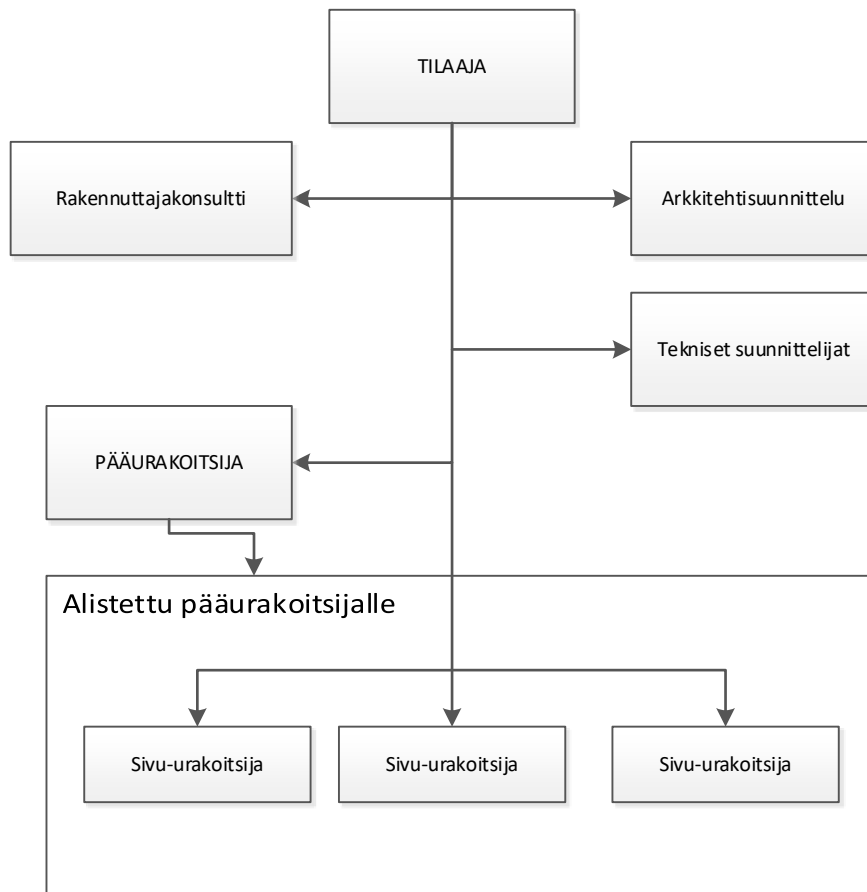 TILAAJA
Rakennuttajakonsultti
Arkkitehtisuunnittelu
Tekniset suunnittelijat
PÄÄURAKOITSIJA
Alistettu pääurakoitsijalle
Sivu-urakoitsija
Sivu-urakoitsija
Sivu-urakoitsija